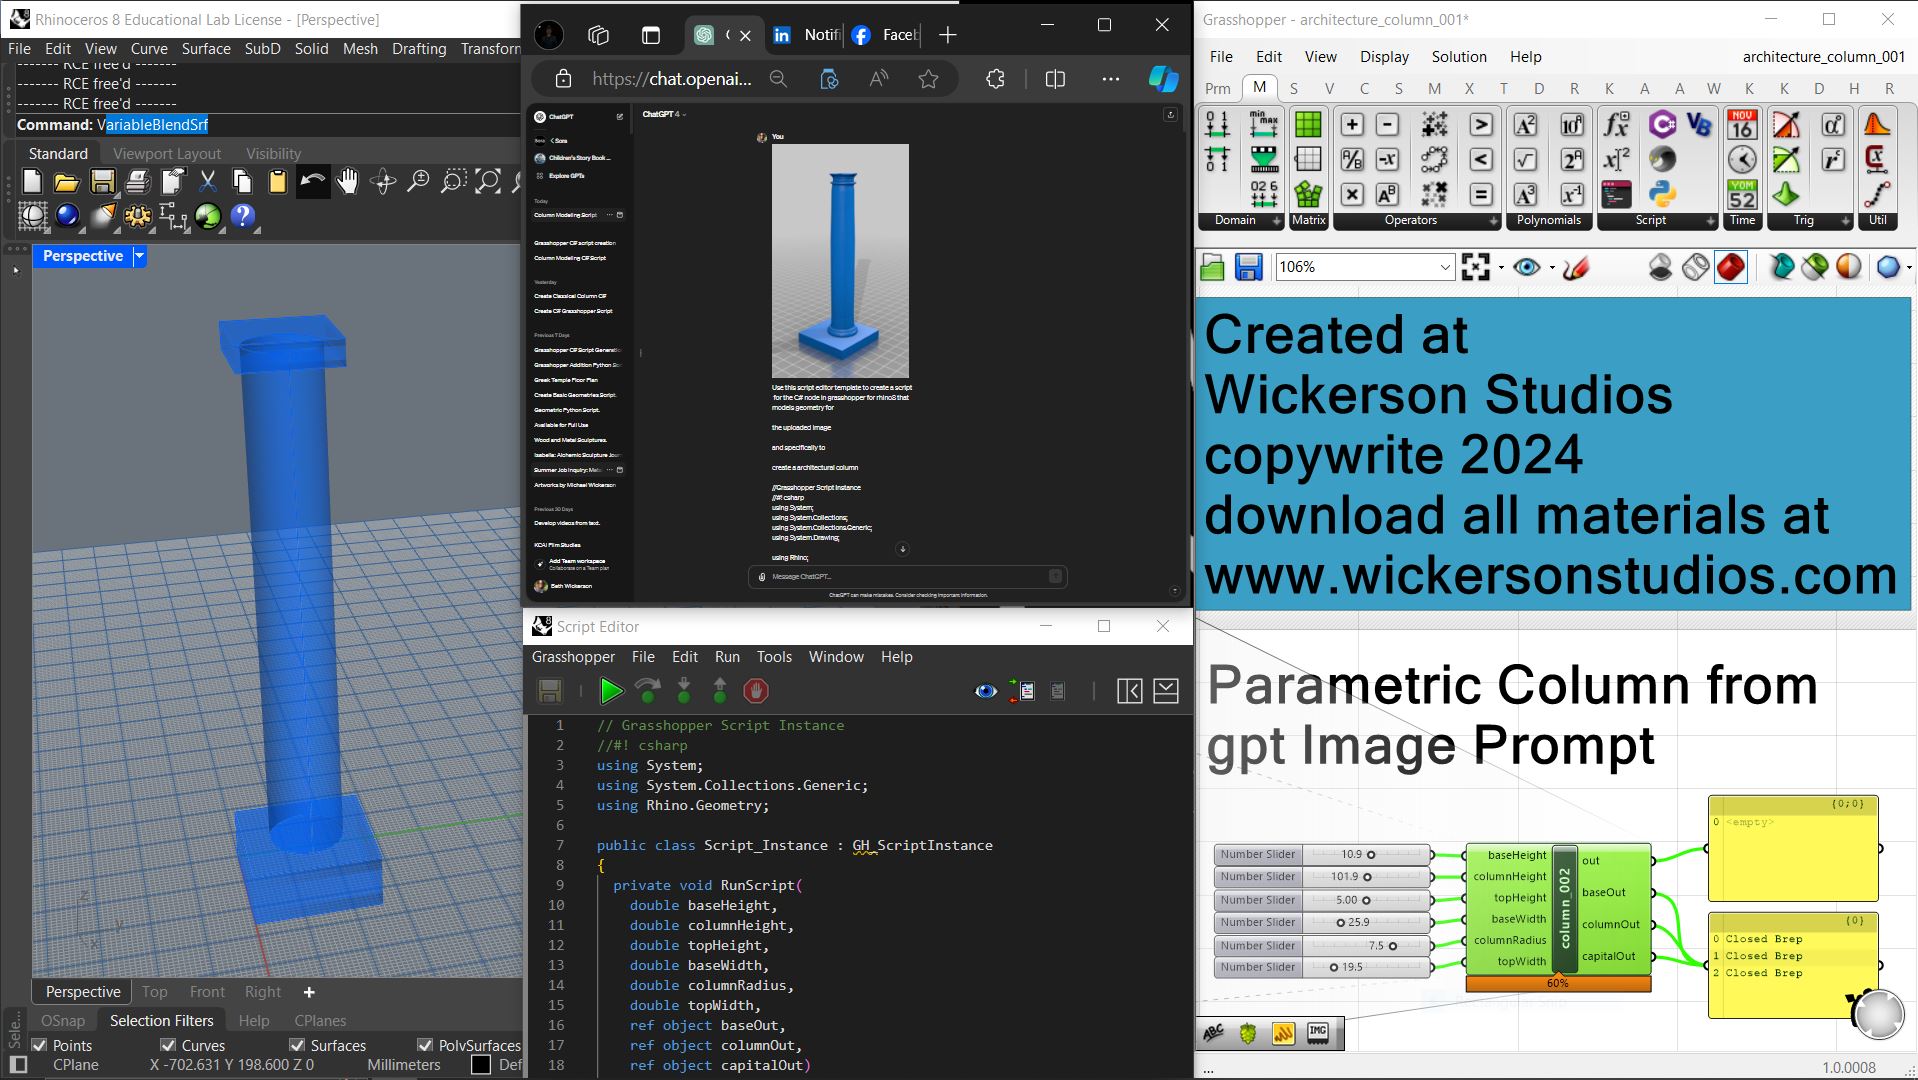 Rhinoceros 8 Educational Lab License - [Perspective]
File Edit View Curve Surface SubD Solid Mesh Drafting Transform
------- RCE free'd -------
------- RCE free'd -------
------- RCE free'd -------
Command: VariableBlendSrf
Standard Viewport Layout Visibility
Perspective
z
y
x
Perspective Top Front Right +
OSnap Selection Filters Help CPlanes
Sele...
Points Curves Surfaces PolySurfaces
CPlane X -702.631 Y 198.600 Z 0 Millimeters Def
Notifi Faceb
https://chat.openai...
ChatGPT
Sora
Children's Story Book ...
Explore GPTs
Today
Column Modeling Script
Grasshopper C# script creation
Column Modeling C# Script
Yesterday
Create Classical Column C#
Create C# Grasshopper Script
Previous 7 Days
Grasshopper C# Script Generation
Grasshopper Addition Python Sc
Greek Temple Floor Plan
Create Basic Geometries Script.
Geometric Python Script.
Available for Full Use
Wood and Metal Sculptures.
Isabella: Alchemic Sculpture Jour
Summer Job Inquiry: Meta
Artworks by Michael Wickerson
Previous 30 Days
Develop videos from text.
KCAI Film Studies
Add Team workspace
Collaborate on a Team plan
Beth Wickerson
ChatGPT 4
You
Use this script editor template to create a script
for the C# node in grasshopper for rhino8 that
models geometry for
the uploaded image
and specifically to
create a architectural column
//Grasshopper Script Instance
//#! csharp
using System;
using System.Collections;
using System.Collections.Generic;
using System.Drawing;
using Rhino;
Message ChatGPT...
ChatGPT can make mistakes. Consider checking important information.
Script Editor
Grasshopper File Edit Run Tools Window Help
1 // Grasshopper Script Instance
2 //#! csharp
3 using System;
4 using System.Collections.Generic;
5 using Rhino.Geometry;
6
7 public class Script_Instance : GH_ScriptInstance
8 {
9 private void RunScript(
10 double baseHeight,
11 double columnHeight,
12 double topHeight,
13 double baseWidth,
14 double columnRadius,
15 double topWidth,
16 ref object baseOut,
17 ref object columnOut,
18 ref object capitalOut)
Grasshopper - architecture_column_001*
File Edit View Display Solution Help architecture_column_001
Prm M S V C S M X T D R K A A W K K D H R
Domain Matrix Operators Polynomials Script Time Trig Util
106%
Created at
Wickerson Studios
copywrite 2024
download all materials at
www.wickersonstudios.com
Parametric Column from
gpt Image Prompt
Number Slider 10.9
Number Slider 101.9
Number Slider 5.00
Number Slider 25.9
Number Slider 7.5
Number Slider 19.5
baseHeight
columnHeight
topHeight
baseWidth
columnRadius
topWidth
column_002
out
baseOut
columnOut
capitalOut
60%
{0;0}
0 <empty>
{0}
0 Closed Brep
1 Closed Brep
2 Closed Brep
ABC IMG
...
1.0.0008